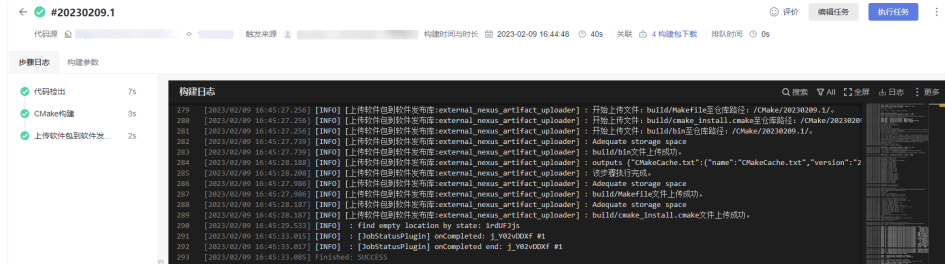 #20230209.1
评价 编辑任务 执行任务
代码源 触发来源 构建时间与时长 2023-02-09 16:44:48 40s 关联 4 构建包下载 排队时间 0s
步骤日志 构建参数
代码检出 7s
CMake构建 3s
上传软件包到软件发... 2s
构建日志 搜索 All 全屏 日志 更多
279 [2023/02/09 16:45:27.256] [INFO] [上传软件包到软件发布库:external_nexus_artifact_uploader] : 开始上传文件：build/Makefile至仓库路径：/CMake/20230209.1/。
280 [2023/02/09 16:45:27.256] [INFO] [上传软件包到软件发布库:external_nexus_artifact_uploader] : 开始上传文件：build/cmake_install.cmake至仓库路径：/CMake/20230209
281 [2023/02/09 16:45:27.256] [INFO] [上传软件包到软件发布库:external_nexus_artifact_uploader] : 开始上传文件：build/bin至仓库路径：/CMake/20230209.1/。
282 [2023/02/09 16:45:27.739] [INFO] [上传软件包到软件发布库:external_nexus_artifact_uploader] : Adequate storage space
283 [2023/02/09 16:45:27.739] [INFO] [上传软件包到软件发布库:external_nexus_artifact_uploader] : build/bin文件上传成功。
284 [2023/02/09 16:45:28.188] [INFO] [上传软件包到软件发布库:external_nexus_artifact_uploader] : outputs {"CMakeCache.txt":{"name":"CMakeCache.txt","version":"2
285 [2023/02/09 16:45:28.208] [INFO] [上传软件包到软件发布库:external_nexus_artifact_uploader] : 该步骤执行完成。
286 [2023/02/09 16:45:27.986] [INFO] [上传软件包到软件发布库:external_nexus_artifact_uploader] : Adequate storage space
287 [2023/02/09 16:45:27.986] [INFO] [上传软件包到软件发布库:external_nexus_artifact_uploader] : build/Makefile文件上传成功。
288 [2023/02/09 16:45:28.187] [INFO] [上传软件包到软件发布库:external_nexus_artifact_uploader] : Adequate storage space
289 [2023/02/09 16:45:28.187] [INFO] [上传软件包到软件发布库:external_nexus_artifact_uploader] : build/cmake_install.cmake文件上传成功。
290 [2023/02/09 16:45:29.533] [INFO] : find empty location by state: 1rdUFJjs
291 [2023/02/09 16:45:33.015] [INFO] : [JobStatusPlugin] onCompleted: j_Y02vDDXf #1
292 [2023/02/09 16:45:33.017] [INFO] : [JobStatusPlugin] onCompleted end: j_Y02vDDXf #1
293 [2023/02/09 16:45:33.085] Finished: SUCCESS